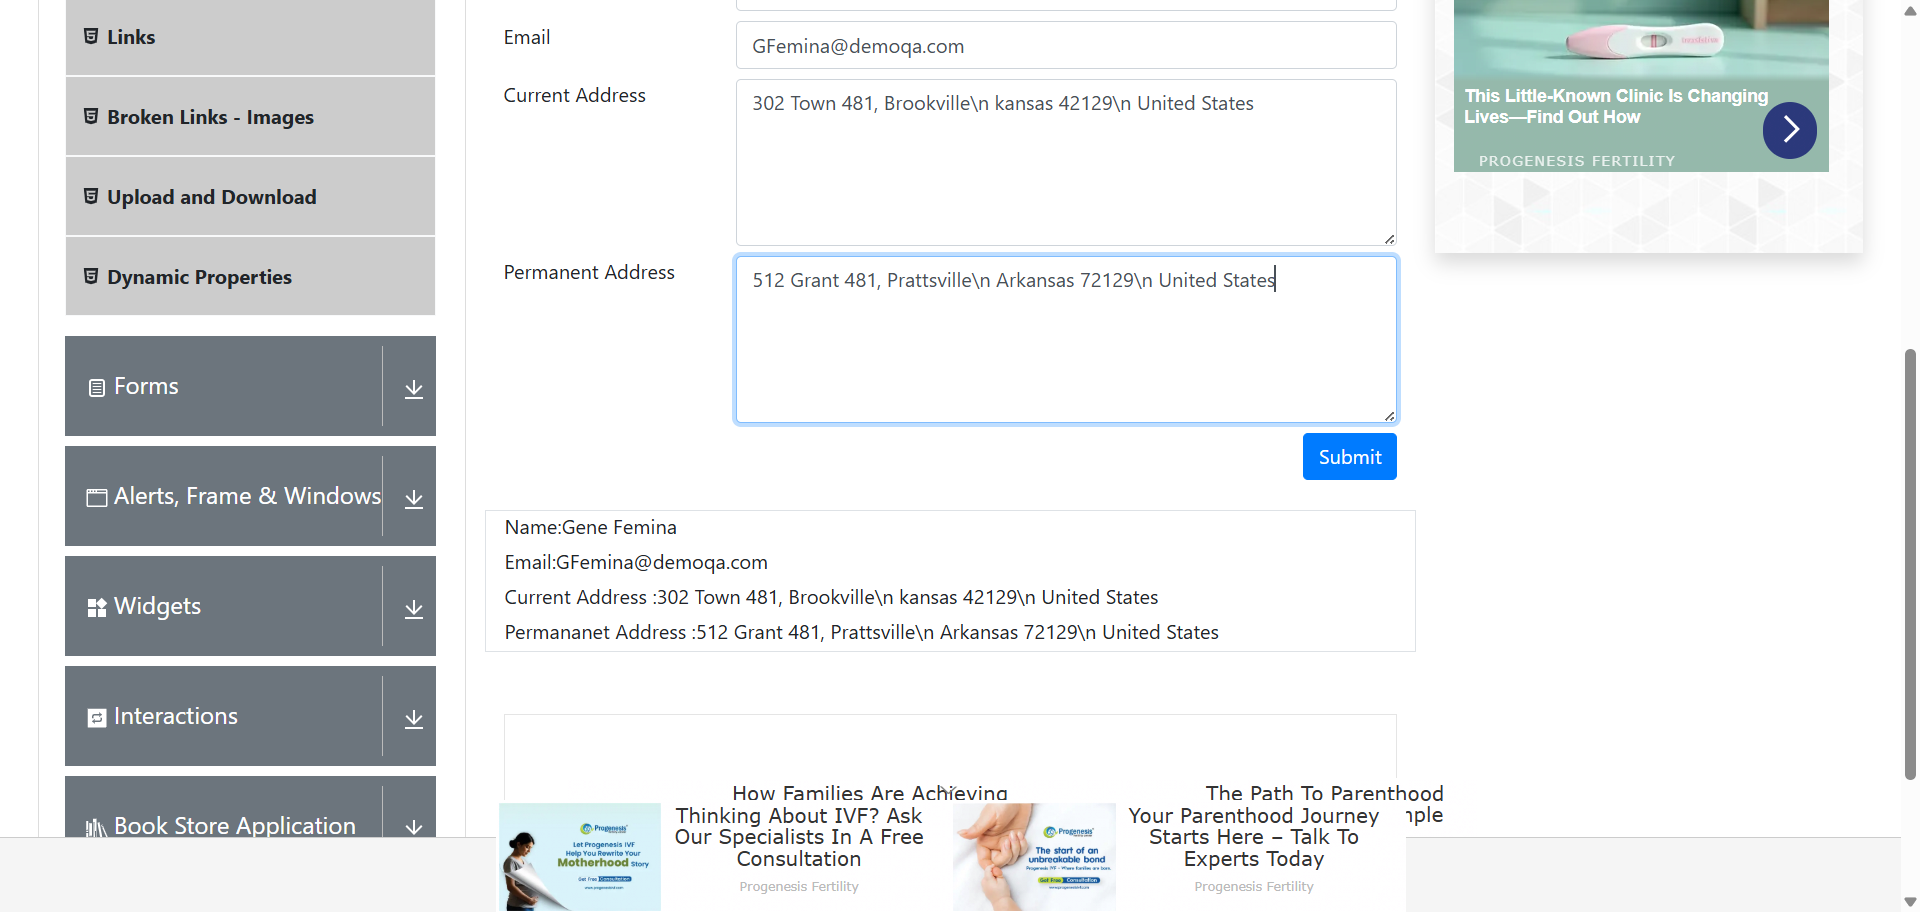 Links
Broken Links - Images
Upload and Download
Dynamic Properties
Forms
Alerts, Frame & Windows
Widgets
Interactions
Book Store Application
Email
GFemina@demoqa.com
Current Address
302 Town 481, Brookville\n kansas 42129\n United States
Permanent Address
512 Grant 481, Prattsville\n Arkansas 72129\n United States
Submit
Name:Gene Femina
Email:GFemina@demoqa.com
Current Address :302 Town 481, Brookville\n kansas 42129\n United States
Permananet Address :512 Grant 481, Prattsville\n Arkansas 72129\n United States
This Little-Known Clinic Is Changing
Lives—Find Out How
PROGENESIS FERTILITY
How Families Are Achieving
Thinking About IVF? Ask
Our Specialists In A Free
Consultation
Progenesis Fertility
Progenesis
Let Progenesis IVF
Help You Rewrite Your
Motherhood Story
Get Free Consultation
The Path To Parenthood
Your Parenthood Journey
Starts Here – Talk To
Experts Today
Progenesis Fertility
Progenesis
The start of an
unbreakable bond
Get Free Consultation